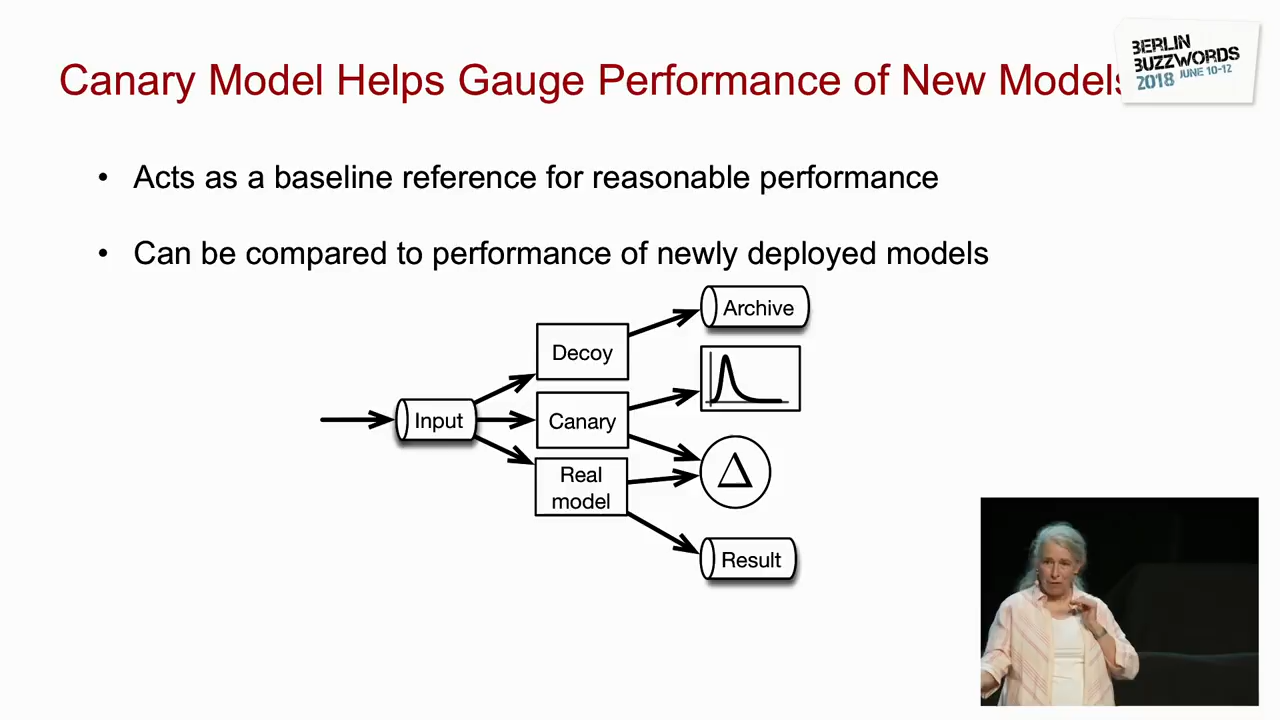 Canary Model Helps Gauge Performance of New Models
BERLIN
BUZZWORDS
2018 JUNE 10-12
• Acts as a baseline reference for reasonable performance
• Can be compared to performance of newly deployed models
Archive
Decoy
Input
Canary
Real
model
Δ
Result